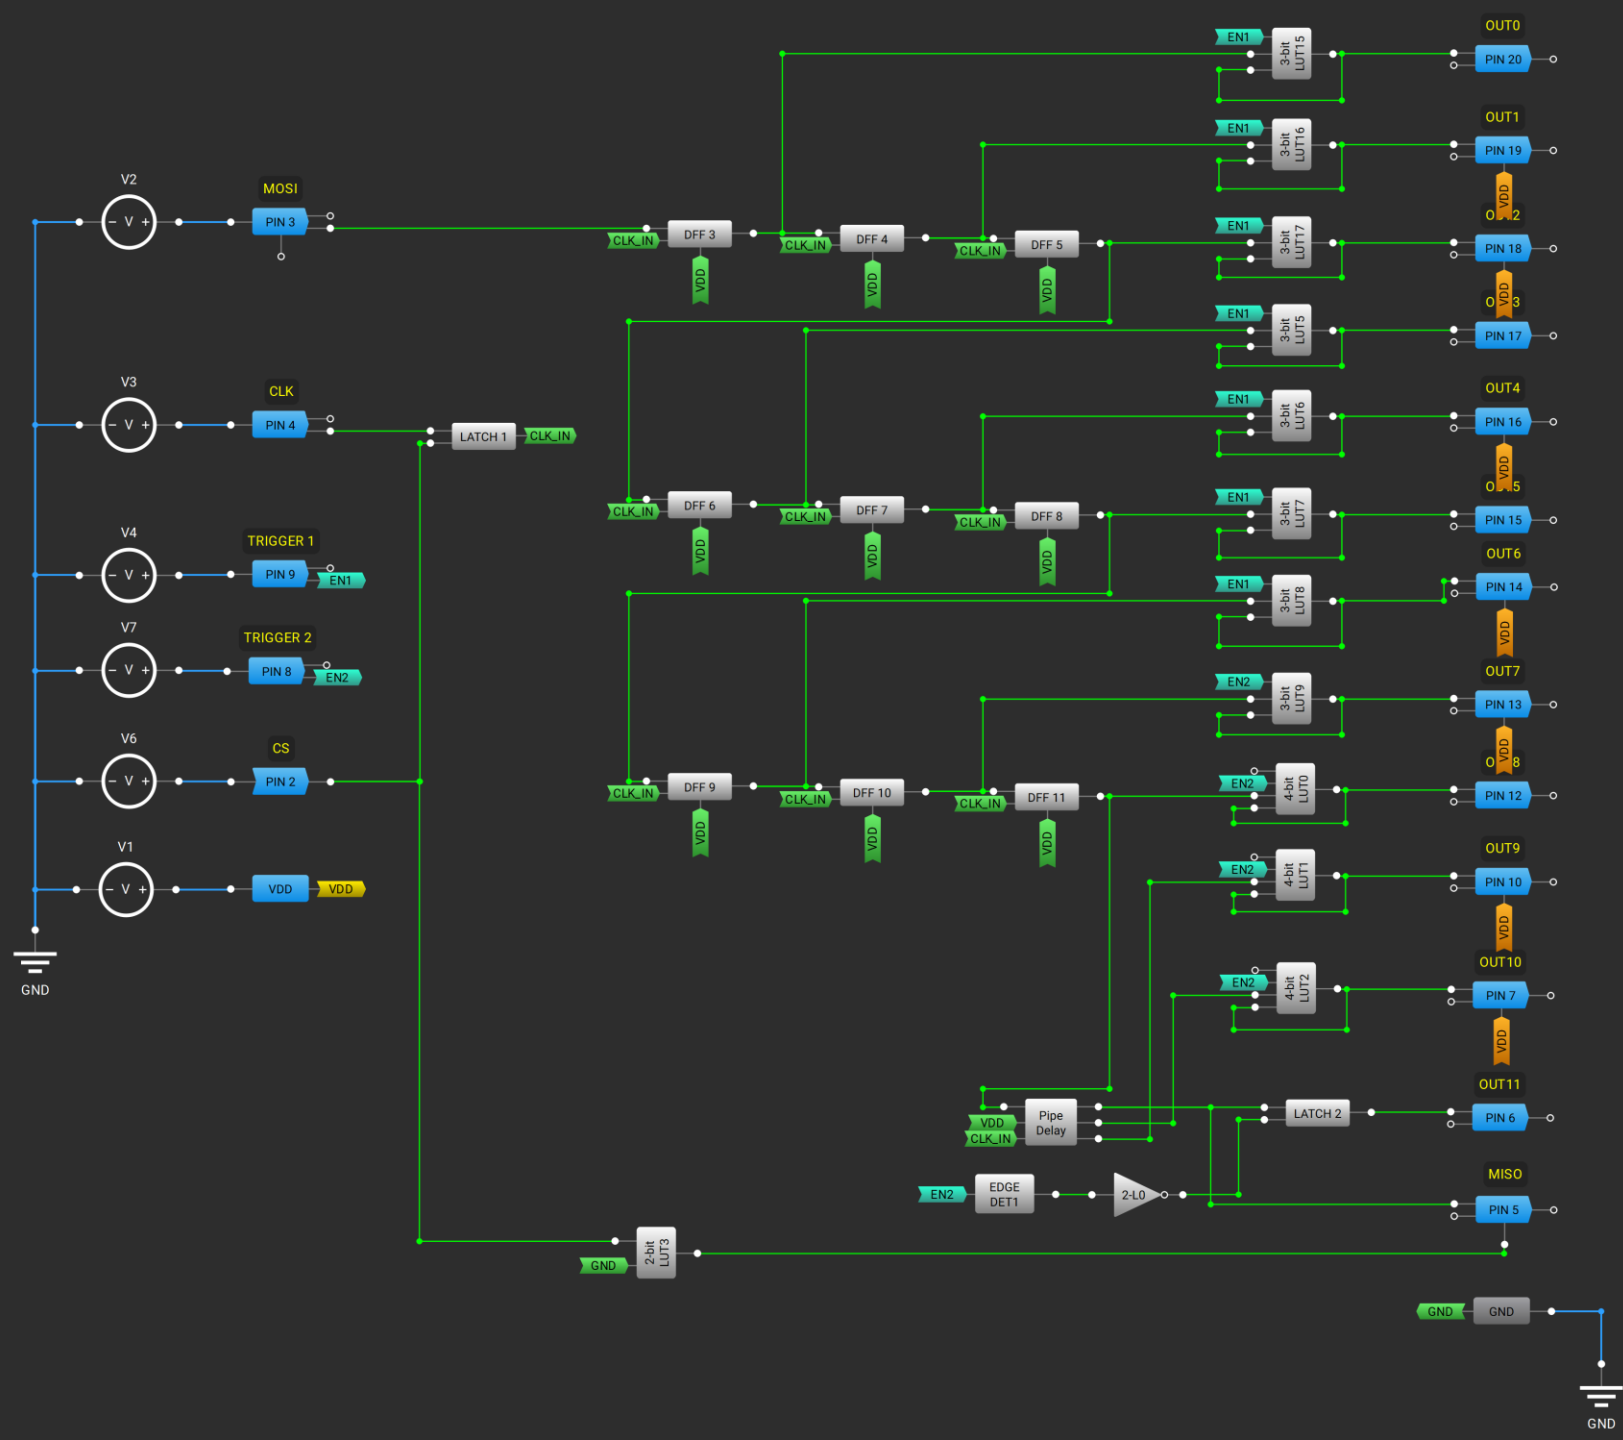 OUT0
EN1
3-bit
LUT15
PIN 20
OUT1
EN1
3-bit
LUT16
PIN 19
VDD
V2
MOSI
- V +
PIN 3
CLK_IN
DFF 3
VDD
CLK_IN
DFF 4
VDD
CLK_IN
DFF 5
VDD
EN1
3-bit
LUT17
PIN 18
VDD
EN1
3-bit
LUT5
PIN 17
V3
CLK
- V +
PIN 4
LATCH 1
CLK_IN
OUT4
EN1
3-bit
LUT6
PIN 16
VDD
V4
TRIGGER 1
- V +
PIN 9
EN1
CLK_IN
DFF 6
VDD
CLK_IN
DFF 7
VDD
CLK_IN
DFF 8
VDD
EN1
3-bit
LUT7
PIN 15
OUT6
EN1
3-bit
LUT8
PIN 14
VDD
V7
TRIGGER 2
- V +
PIN 8
EN2
OUT7
EN2
3-bit
LUT9
PIN 13
VDD
V6
CS
- V +
PIN 2
CLK_IN
DFF 9
VDD
CLK_IN
DFF 10
VDD
CLK_IN
DFF 11
VDD
EN2
4-bit
LUT0
PIN 12
V1
- V +
VDD
VDD
OUT9
EN2
4-bit
LUT1
PIN 10
VDD
GND
OUT10
EN2
4-bit
LUT2
PIN 7
VDD
OUT11
VDD
CLK_IN
Pipe
Delay
LATCH 2
PIN 6
EN2
EDGE
DET1
2-L0
MISO
PIN 5
GND
2-bit
LUT3
GND
GND
GND